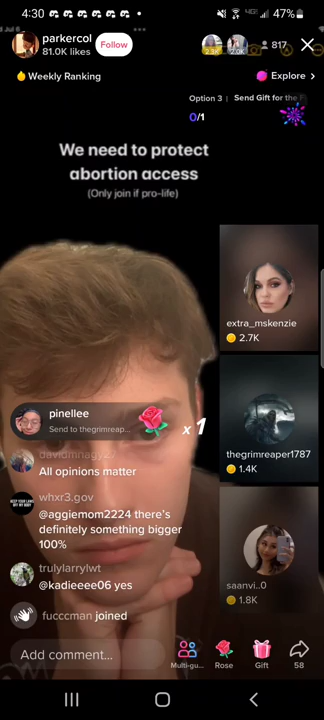 4:30
47%
parkercol
81.0K likes
Follow
817
Weekly Ranking
Explore >
Option 3 | Send Gift for the
0/1
We need to protect
abortion access
(Only join if pro-life)
extra_mskenzie
2.7K
pinellee
Send to thegrimreap...
x 1
thegrimreaper1787
1.4K
All opinions matter
whxr3.gov
@aggiemom2224 there's
definitely something bigger
100%
trulylarrylwt
@kadieeee06 yes
saanvi..0
1.8K
fucccman joined
Add comment...
Multi-gu...
Rose
Gift
58